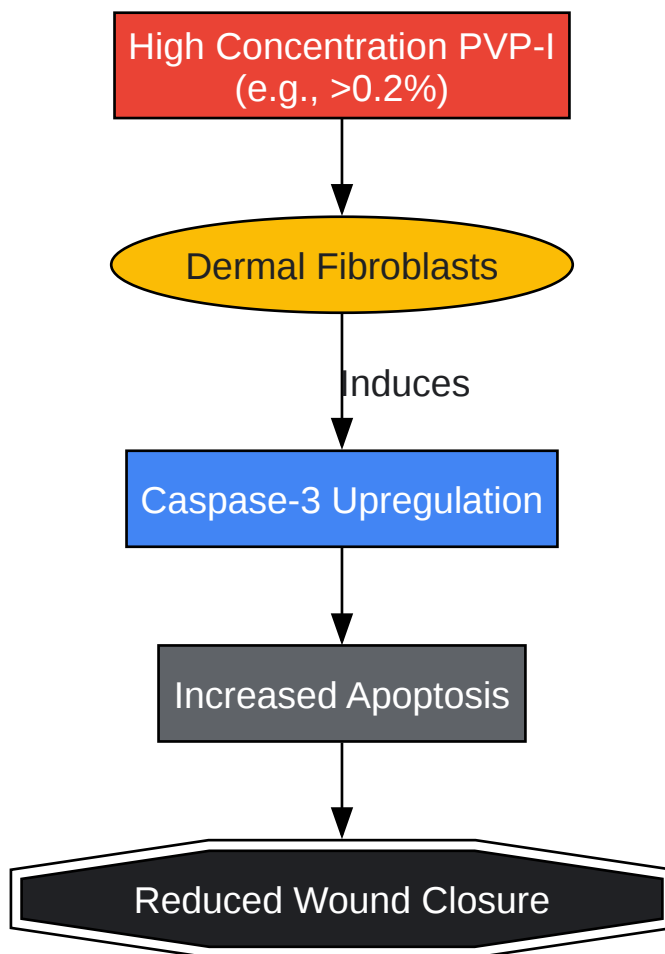 High Concentration PVP-I
(e.g., >0.2%)
Dermal Fibroblasts
Induces
Caspase-3 Upregulation
Increased Apoptosis
Reduced Wound Closure